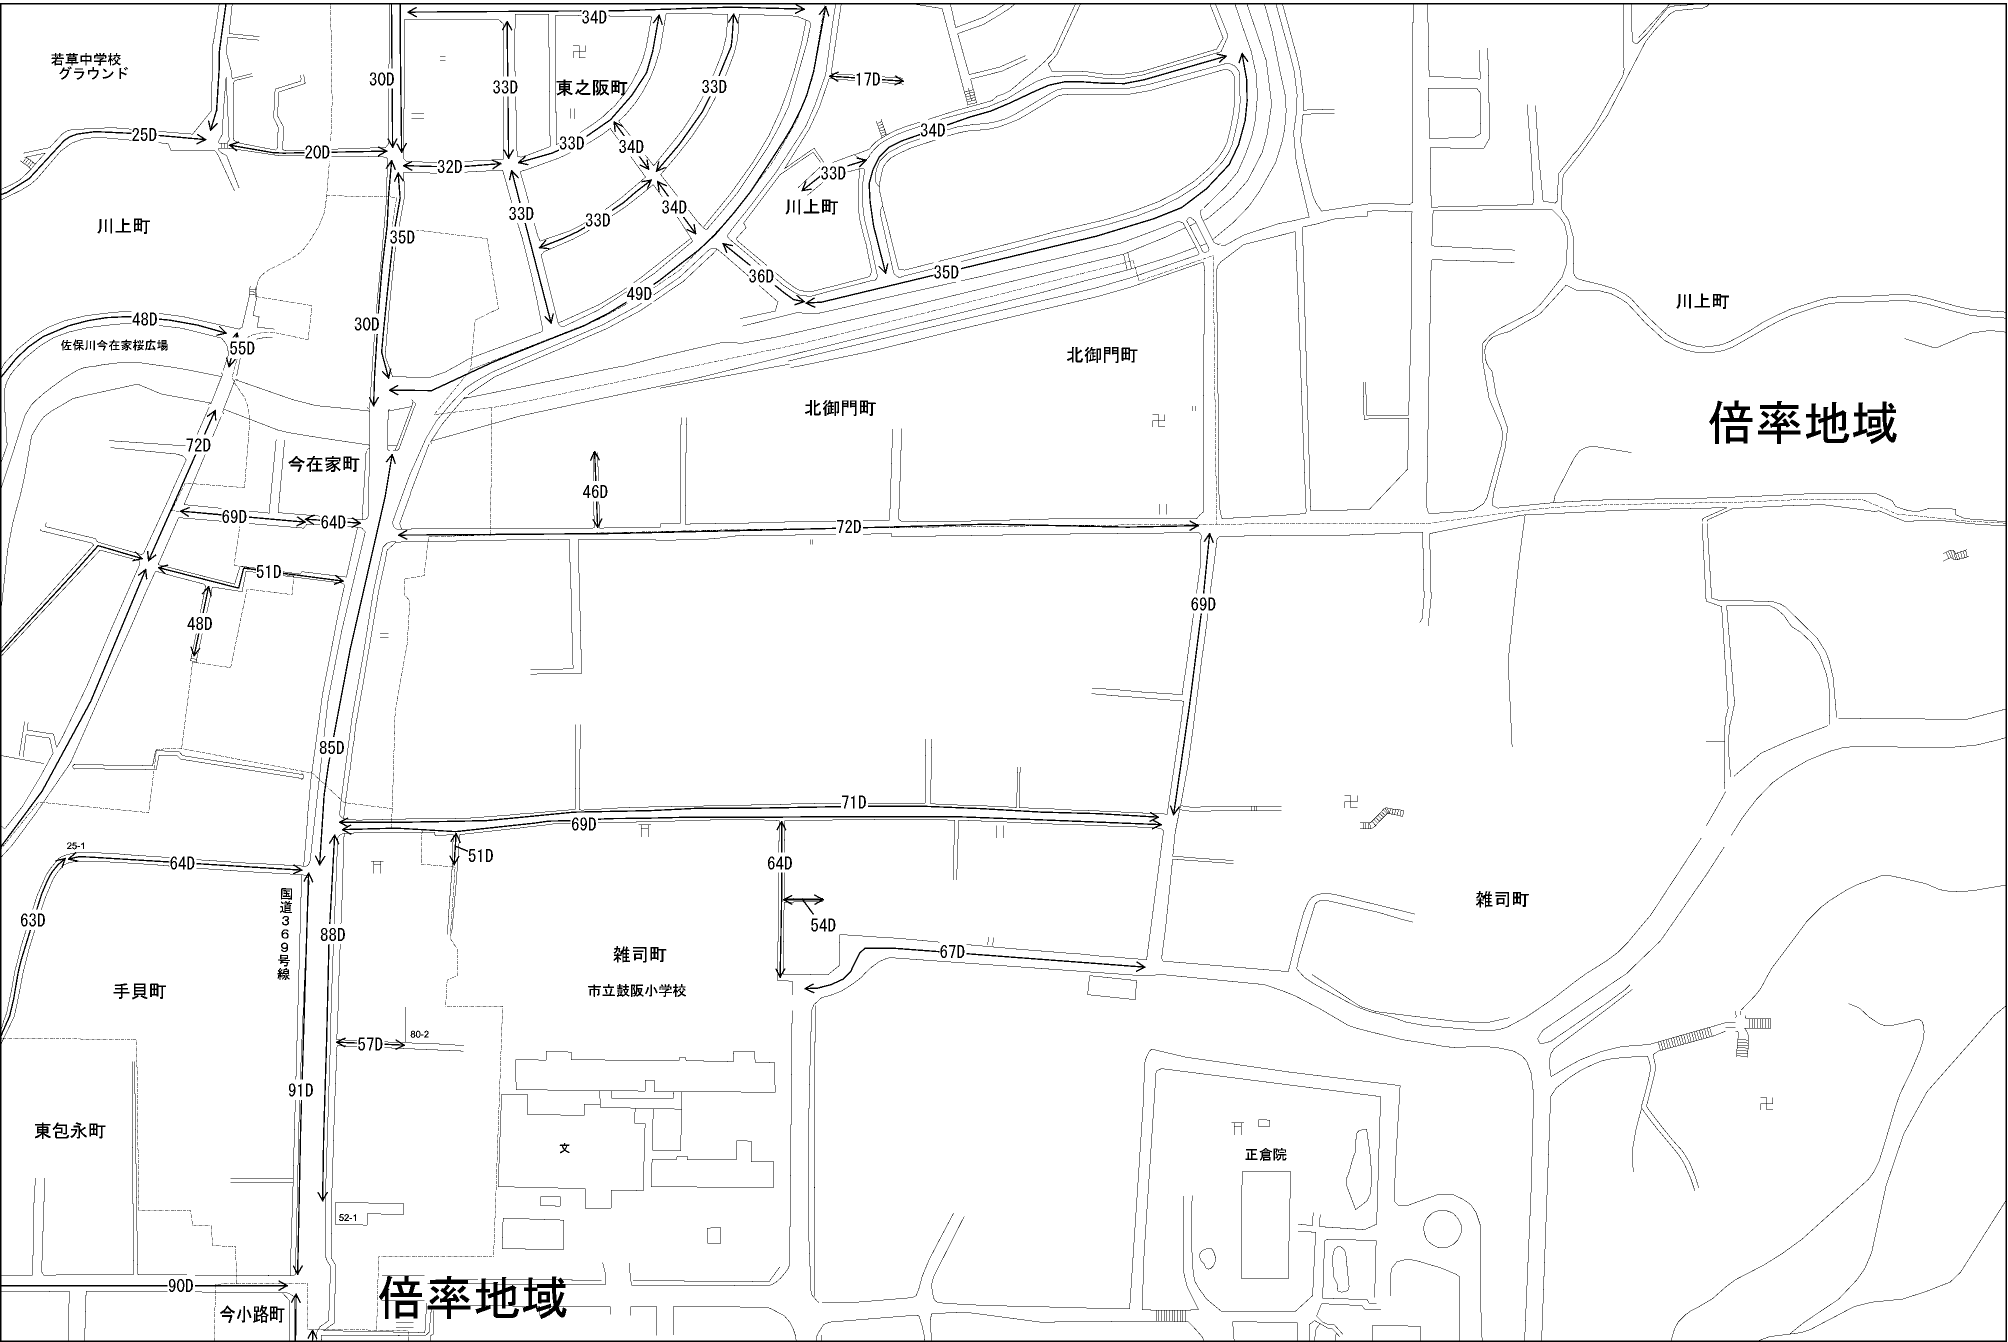 34D
若草中学校
グラウンド
30D
33D
東之阪町
33D
17D
25D
20D
32D
33D
34D
34D
33D
川上町
35D
33D
33D
34D
川上町
36D
35D
49D
川上町
48D
30D
佐保川今在家桜広場
55D
北御門町
北御門町
倍率地域
72D
今在家町
46D
69D
64D
72D
51D
48D
69D
85D
71D
69D
25-1
64D
51D
64D
63D
国道369号線
88D
54D
雑司町
雑司町
67D
手貝町
市立鼓阪小学校
80-2
57D
91D
東包永町
文
正倉院
52-1
90D
倍率地域
今小路町